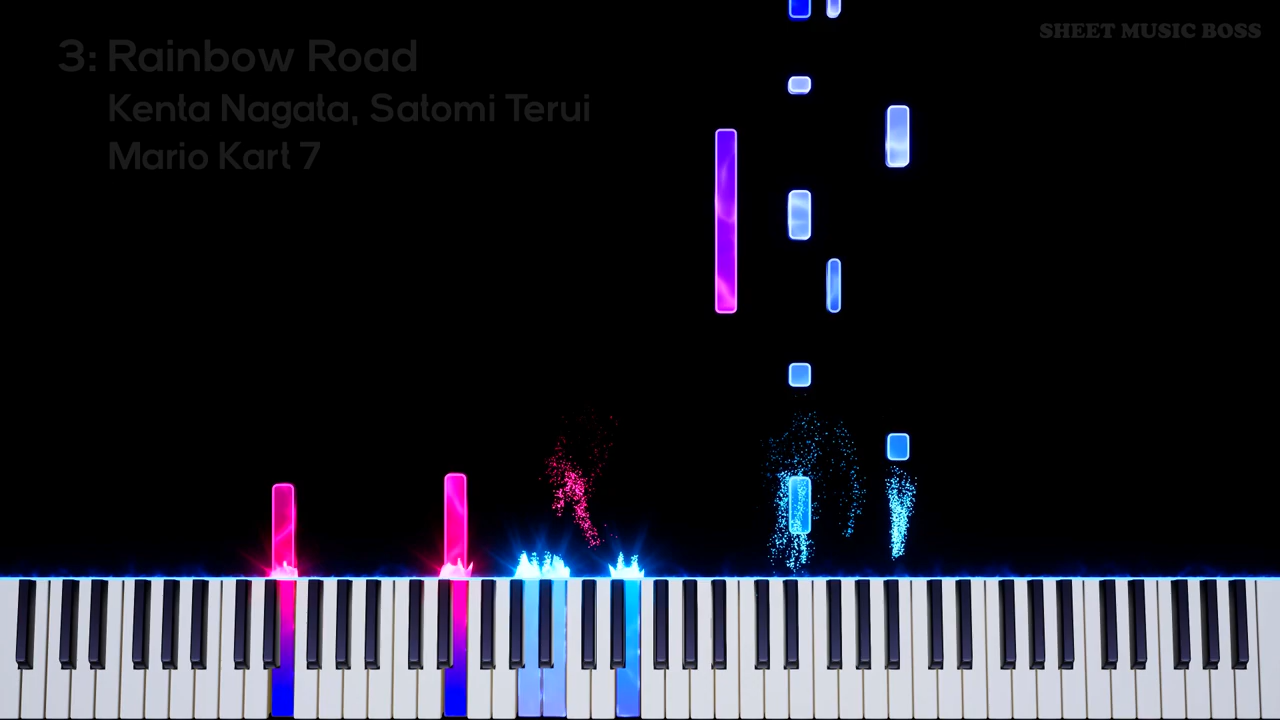 3: Rainbow Road
SHEET MUSIC BOSS
Kenta Nagata, Satomi Terui
Mario Kart 7